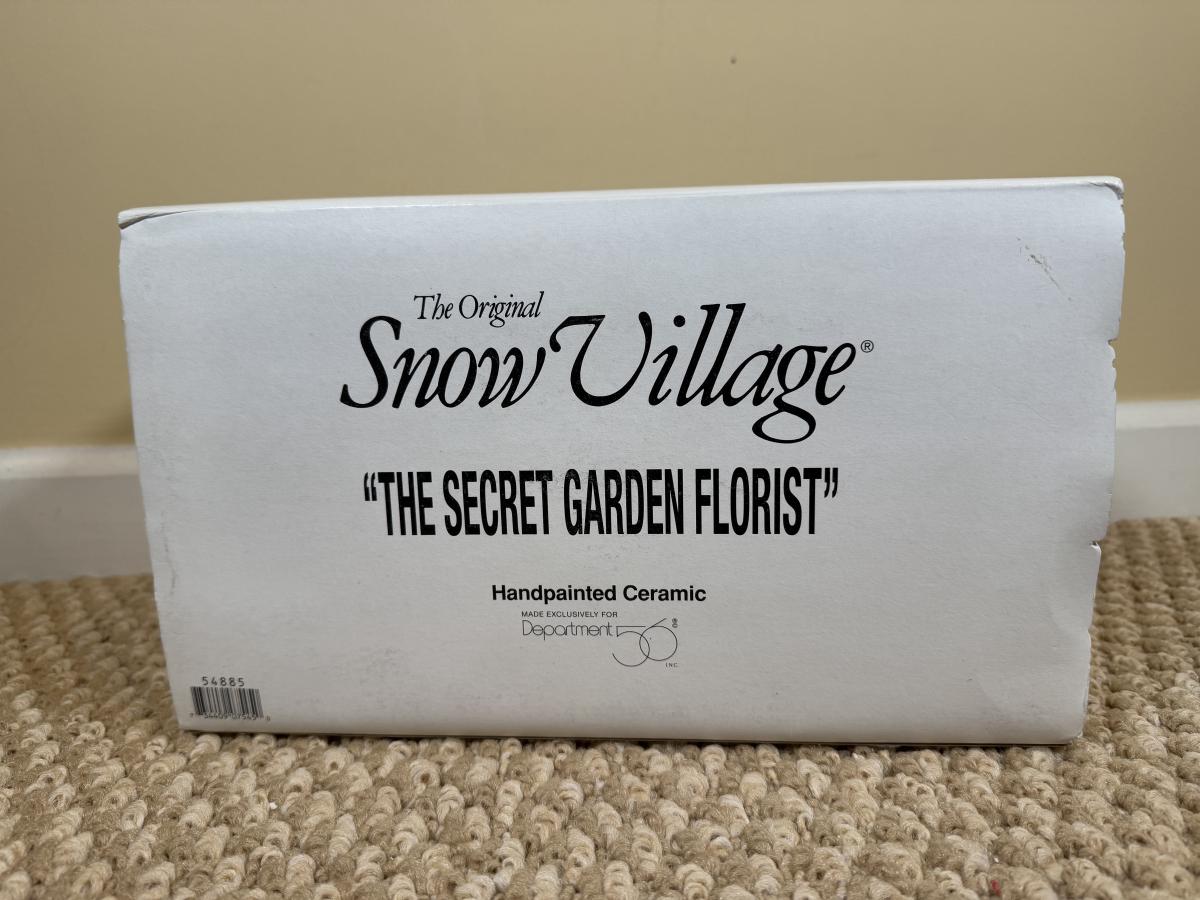 The Original
Snow Village®
“THE SECRET GARDEN FLORIST”
Handpainted Ceramic
MADE EXCLUSIVELY FOR
Department 56®
INC.
54885